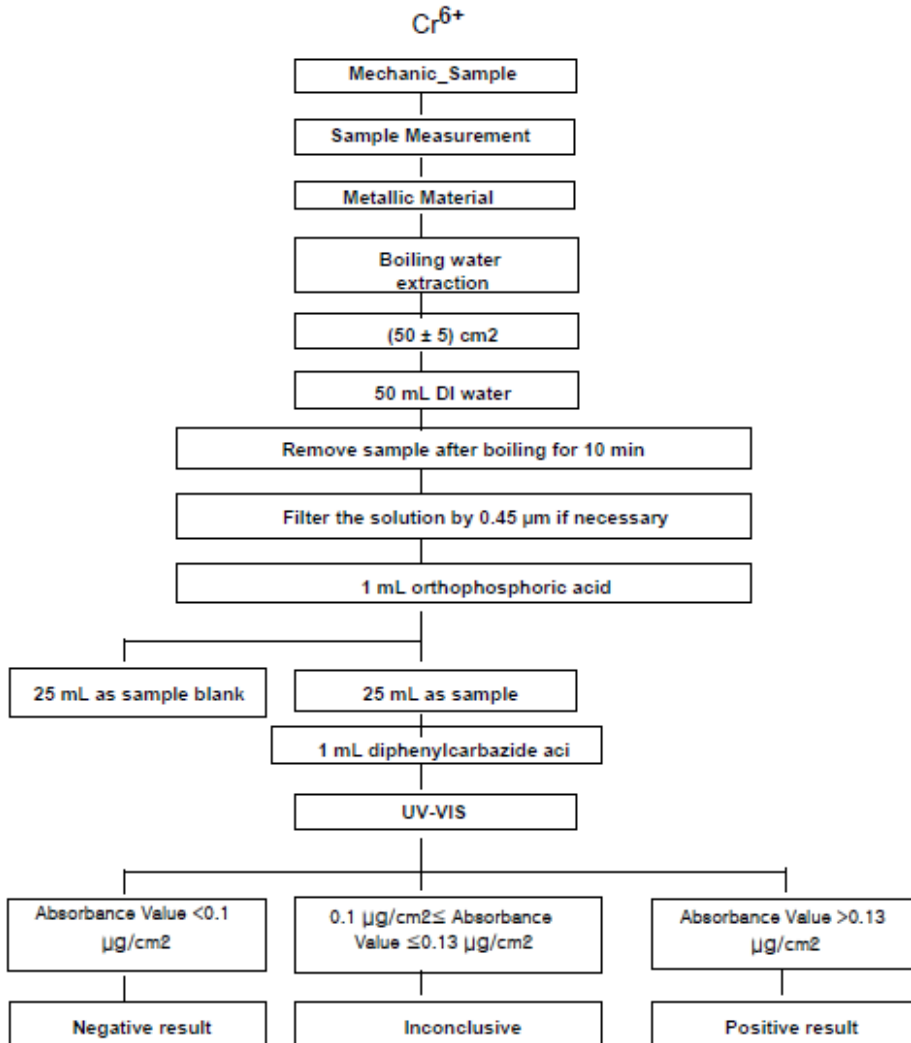 Cr6+
Mechanic_Sample
Sample Measurement
Metallic Material
Boiling water
extraction
(50 ± 5) cm2
50 mL DI water
Remove sample after boiling for 10 min
Filter the solution by 0.45 µm if necessary
1 mL orthophosphoric acid
25 mL as sample blank
25 mL as sample
1 mL diphenylcarbazide aci
UV-VIS
Absorbance Value <0.1
µg/cm2
0.1 µg/cm2≤ Absorbance
Value ≤0.13 µg/cm2
Absorbance Value >0.13
µg/cm2
Negative result
Inconclusive
Positive result